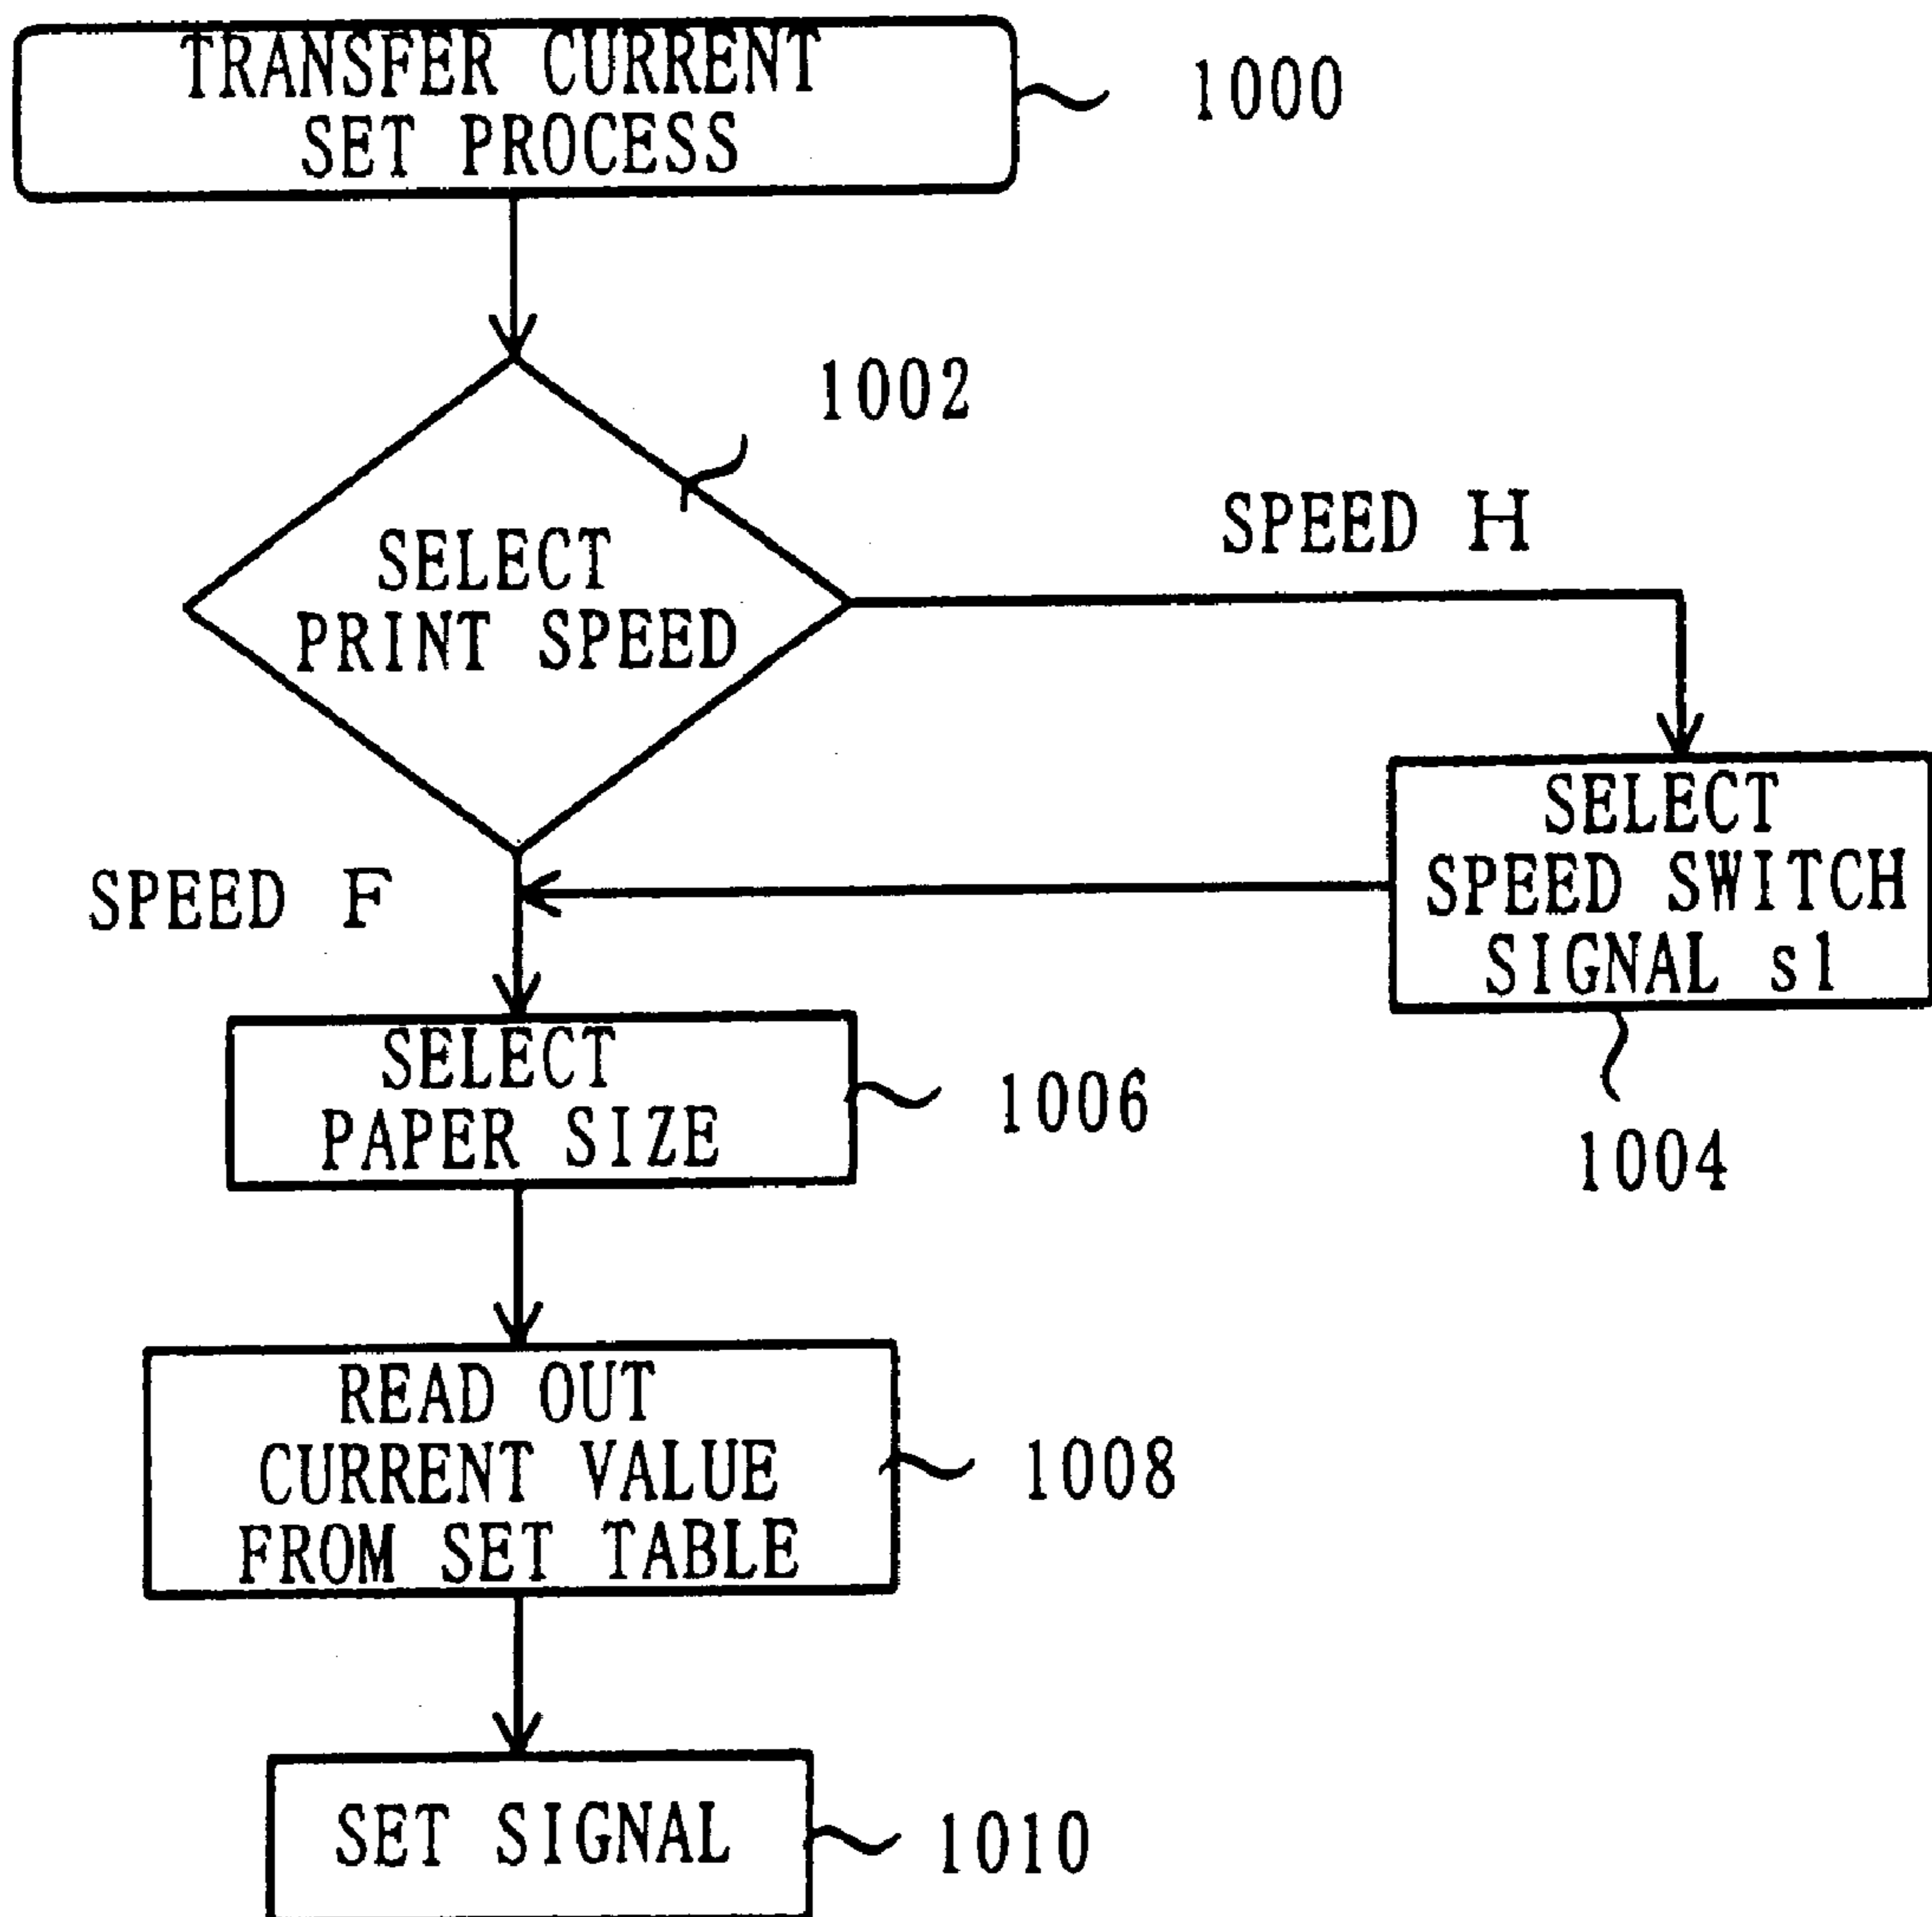 TRANSFER CURRENT
SET PROCESS
1000
1002
SELECT
PRINT SPEED
SPEED H
SELECT
SPEED SWITCH
SIGNAL s1
1004
SPEED F
SELECT
PAPER SIZE
1006
READ OUT
CURRENT VALUE
FROM SET TABLE
1008
SET SIGNAL
1010